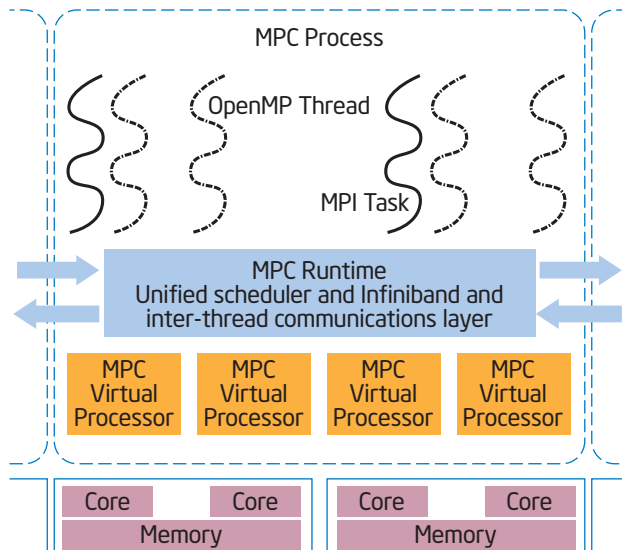 MPC Process
OpenMP Thread
MPI Task
MPC Runtime
Unified scheduler and Infiniband and
inter-thread communications layer
MPC
Virtual
Processor
MPC
Virtual
Processor
MPC
Virtual
Processor
MPC
Virtual
Processor
Core
Core
Memory
Core
Core
Memory